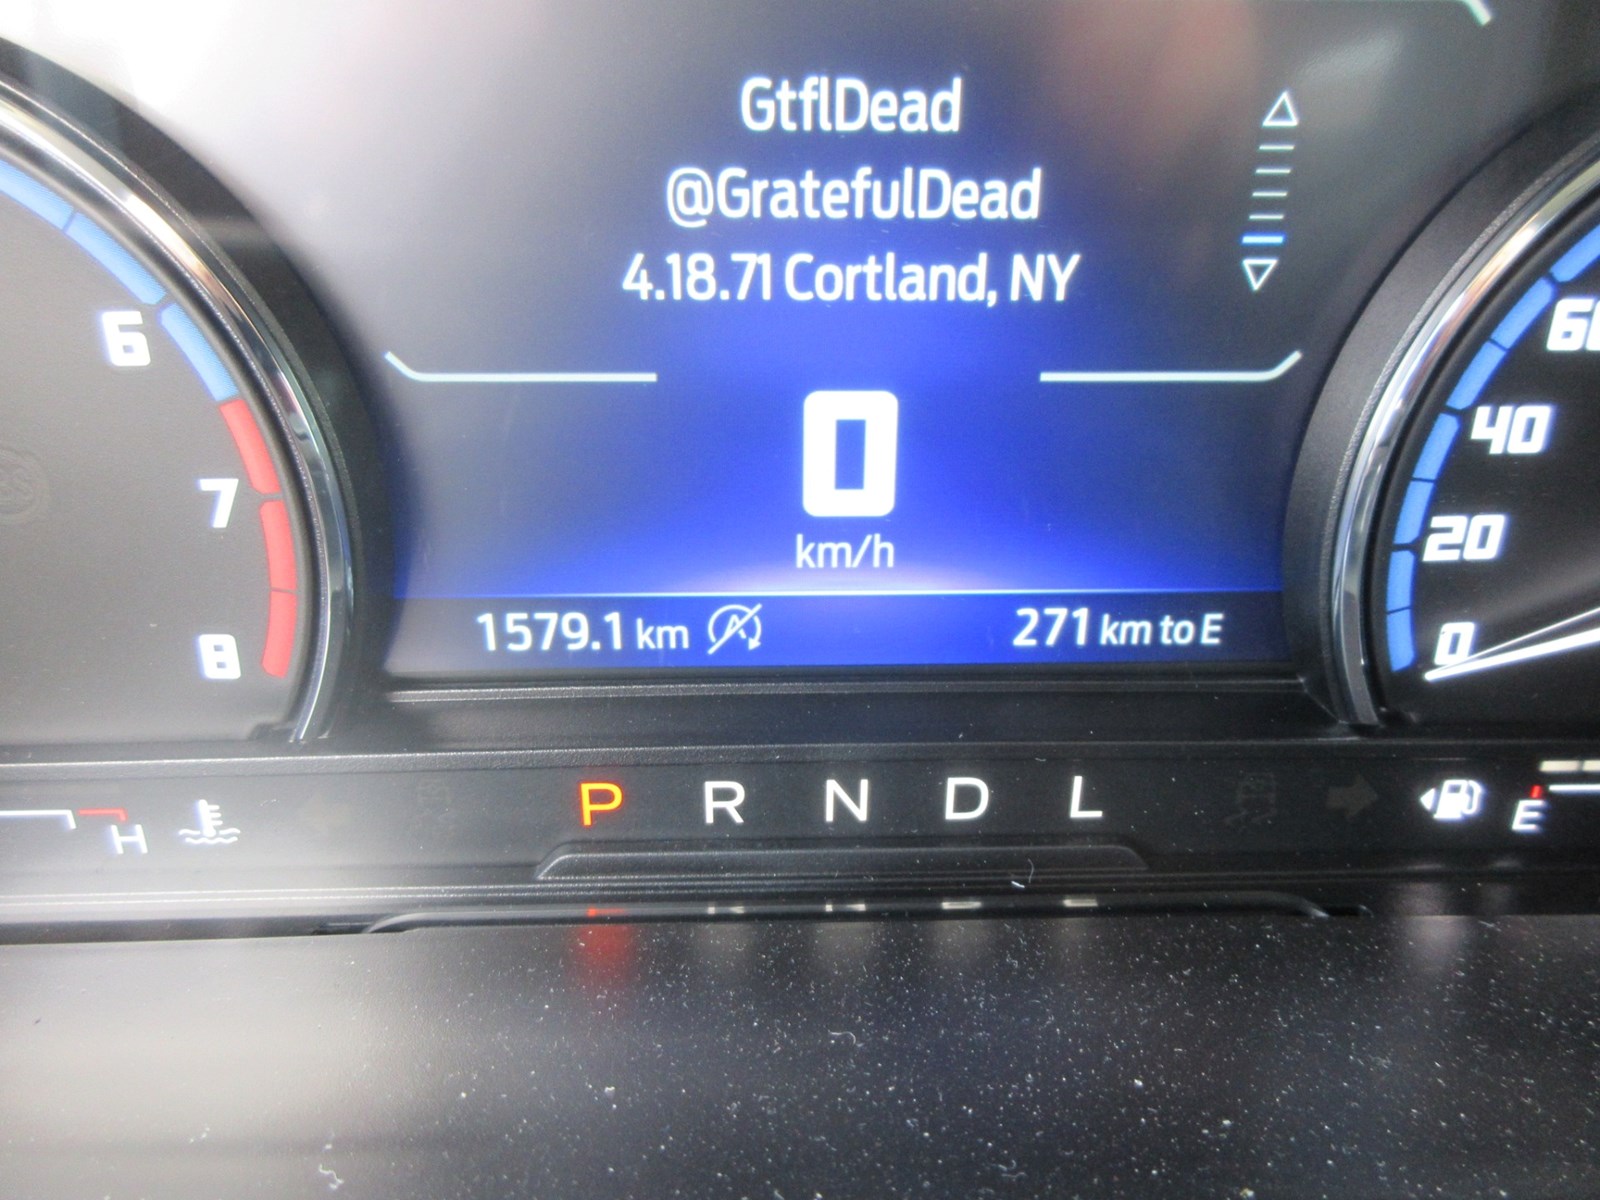 GtflDead
@GratefulDead
4.18.71 Cortland, NY
0
km/h
1579.1 km
271 km to E
6
7
8
60
40
20
0
H
P R N D L
E